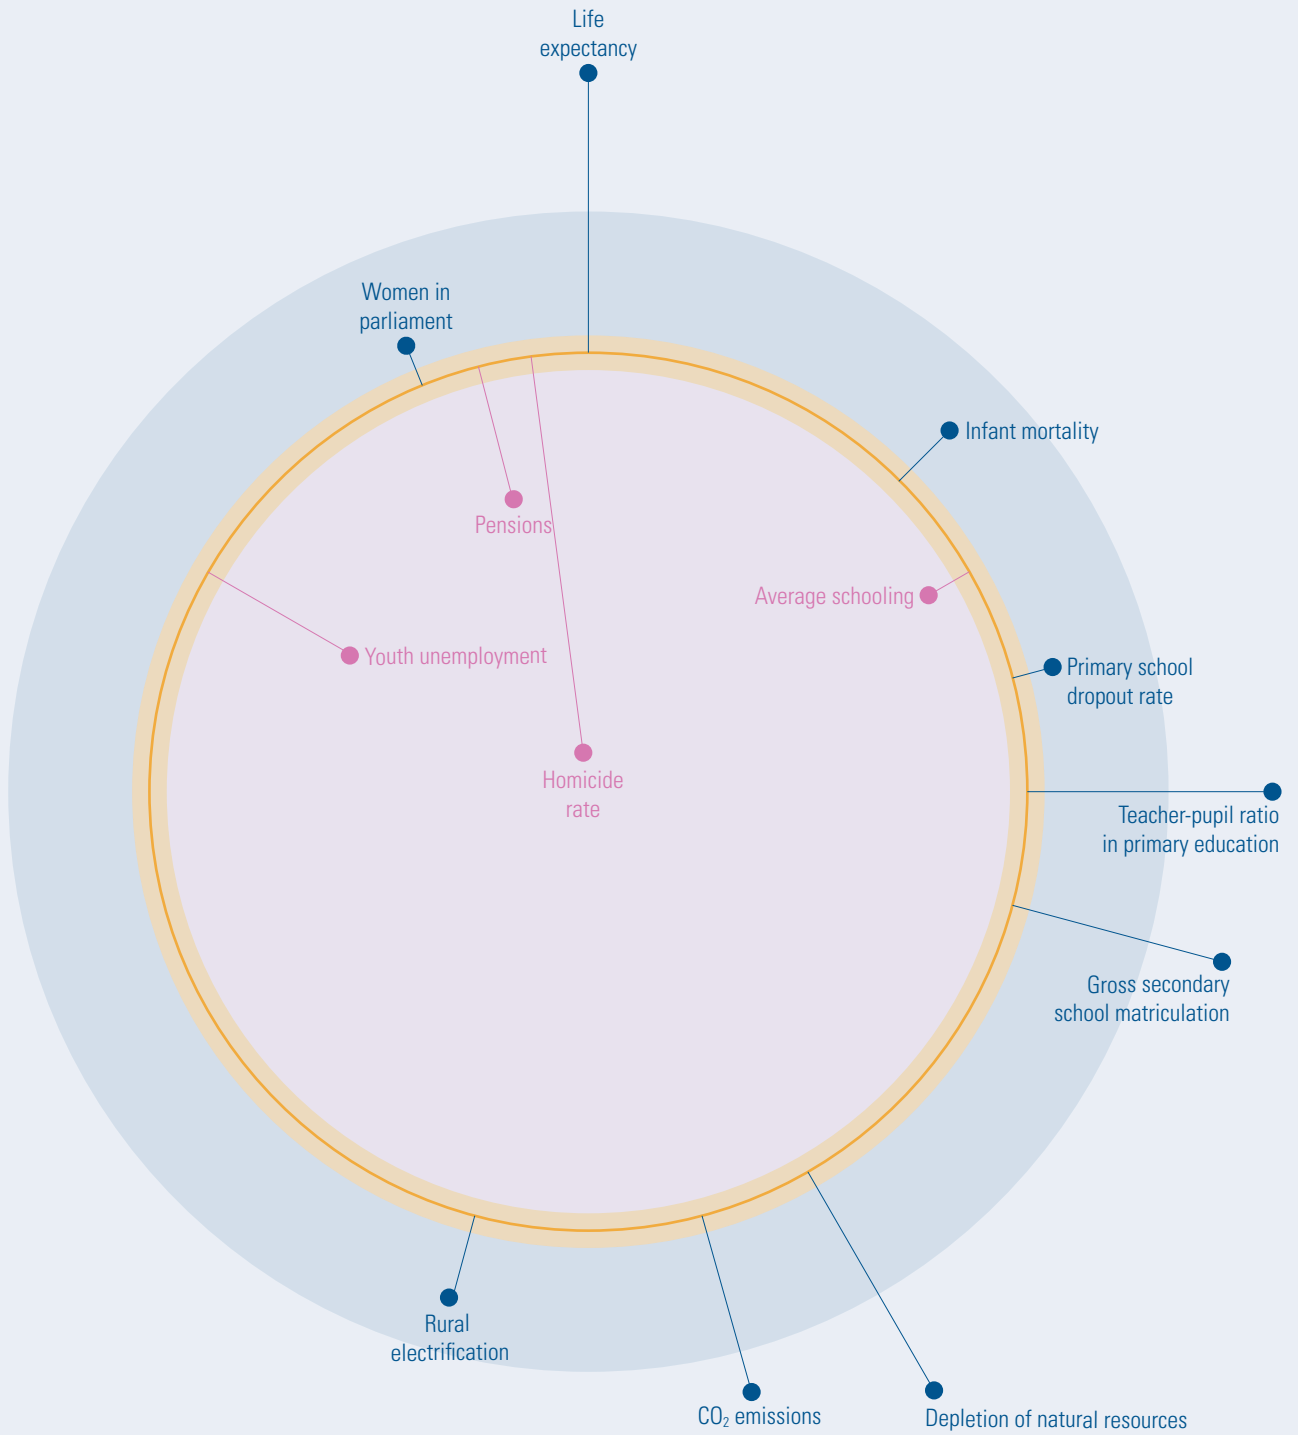 Life
expectancy
Women in
parliament
Infant mortality
Pensions
Average schooling
Youth unemployment
Primary school
dropout rate
Homicide
rate
Teacher-pupil ratio
in primary education
Gross secondary
school matriculation
Rural
electrification
CO₂ emissions
Depletion of natural resources